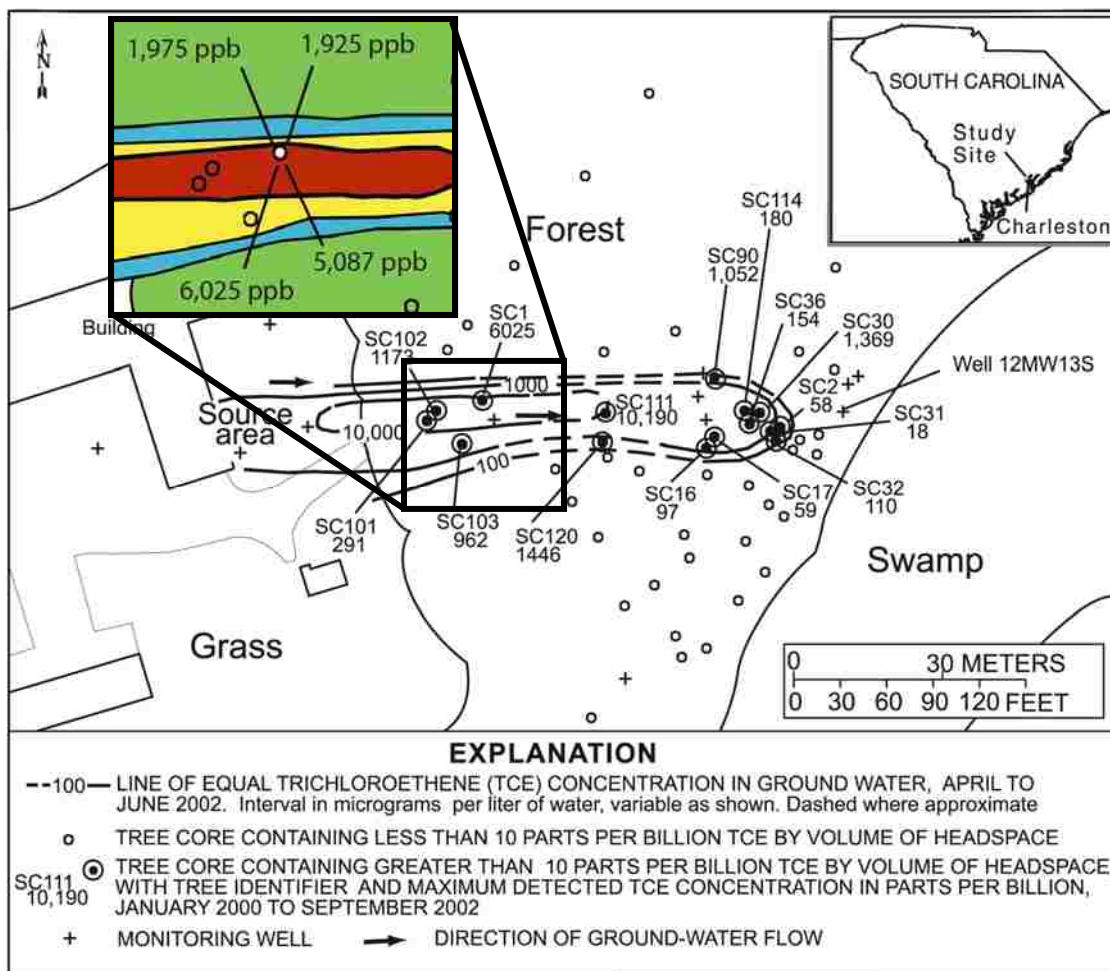 N
1,975 ppb
1,925 ppb
5,087 ppb
6,025 ppb
SOUTH CAROLINA
Study
Site
Charleston
Forest
SC114
180
SC90
1,052
SC36
154
SC30
1,369
Well 12MW13S
SC2
58
SC31
18
Building
SC1
6025
SC102
1173
1000
Source
area
10,000
SC111
10,190
100
SC101
291
SC103
962
SC120
1446
SC16
97
SC17
59
SC32
110
Swamp
Grass
0 30 METERS
0 30 60 90 120 FEET
EXPLANATION
100 LINE OF EQUAL TRICHLOROETHENE (TCE) CONCENTRATION IN GROUND WATER, APRIL TO
JUNE 2002. Interval in micrograms per liter of water, variable as shown. Dashed where approximate
TREE CORE CONTAINING LESS THAN 10 PARTS PER BILLION TCE BY VOLUME OF HEADSPACE
SC111
10,190
TREE CORE CONTAINING GREATER THAN 10 PARTS PER BILLION TCE BY VOLUME OF HEADSPACE
WITH TREE IDENTIFIER AND MAXIMUM DETECTED TCE CONCENTRATION IN PARTS PER BILLION,
JANUARY 2000 TO SEPTEMBER 2002
MONITORING WELL
DIRECTION OF GROUND-WATER FLOW